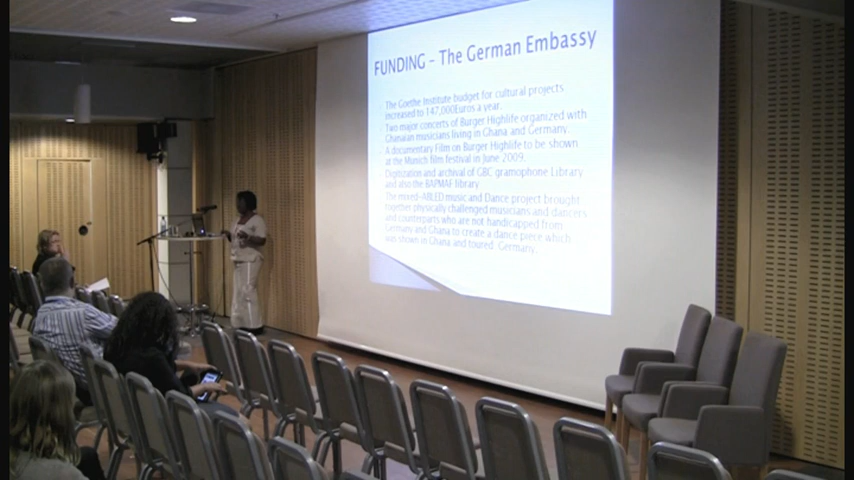 FUNDING – The German Embassy
The Goethe Institute budget for cultural projects
increased to 147,000Euros a year.
Two major concerts of Burger Highlife organized with
Ghanaian musicians living in Ghana and Germany.
A documentary Film on Burger Highlife to be shown
at the Munich film festival in June 2009.
Digitization and archival of GBC gramophone Library
and also the BAPMAF library
The mixed-ABLED music and Dance project brought
together physically challenged musicians and dancers
and counterparts who are not handicapped from
Germany and Ghana to create a dance piece which
was shown in Ghana and toured Germany.